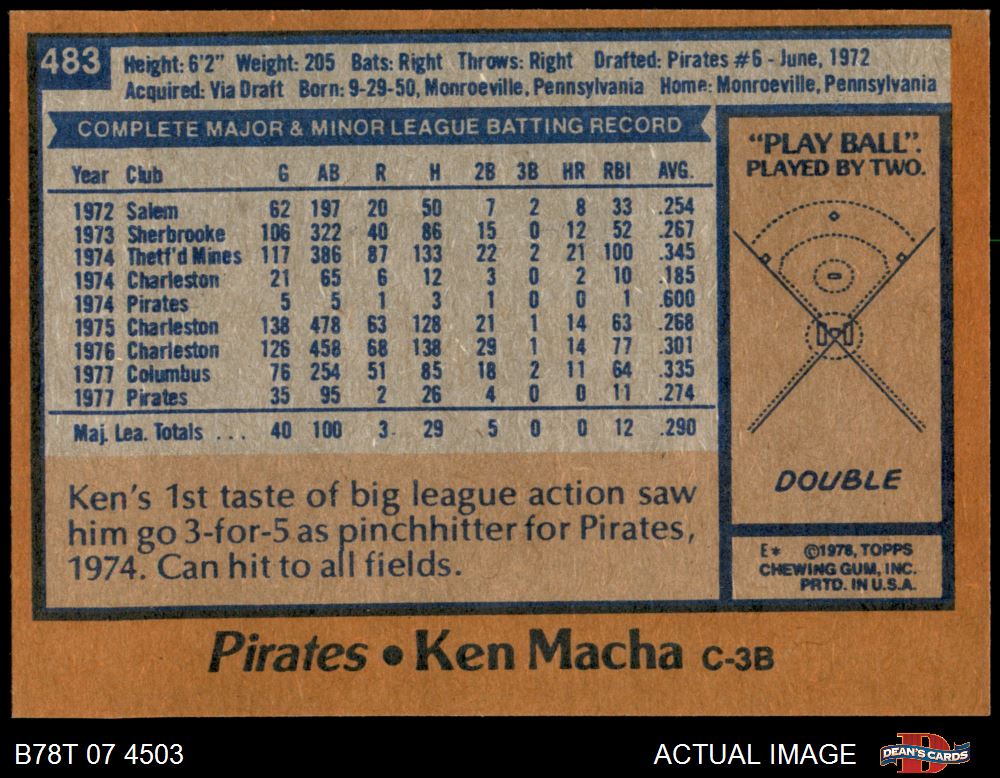 483
Height: 6'2" Weight: 205 Bats: Right Throws: Right Drafted: Pirates #6 - June, 1972
Acquired: Via Draft Born: 9-29-50, Monroeville, Pennsylvania Home: Monroeville, Pennsylvania
COMPLETE MAJOR & MINOR LEAGUE BATTING RECORD
Year Club G AB R H 2B 3B HR RBI AVG.
1972 Salem 62 197 20 50 7 2 8 33 .254
1973 Sherbrooke 106 322 40 86 15 0 12 52 .267
1974 Thetf'd Mines 117 386 87 133 22 2 21 100 .345
1974 Charleston 21 65 6 12 3 0 2 10 .185
1974 Pirates 5 5 1 3 1 0 0 1 .600
1975 Charleston 138 478 63 128 21 1 14 63 .268
1976 Charleston 126 458 68 138 29 1 14 77 .301
1977 Columbus 76 254 51 85 18 2 11 64 .335
1977 Pirates 35 95 2 26 4 0 0 11 .274
Maj. Lea. Totals ... 40 100 3 29 5 0 0 12 .290
Ken's 1st taste of big league action saw
him go 3-for-5 as pinchhitter for Pirates,
1974. Can hit to all fields.
"PLAY BALL".
PLAYED BY TWO.
DOUBLE
E* ©1978, TOPPS
CHEWING GUM, INC.
PRTD. IN U.S.A.
Pirates • Ken Macha C-3B
B78T 07 4503
ACTUAL IMAGE
DEAN'S CARDS